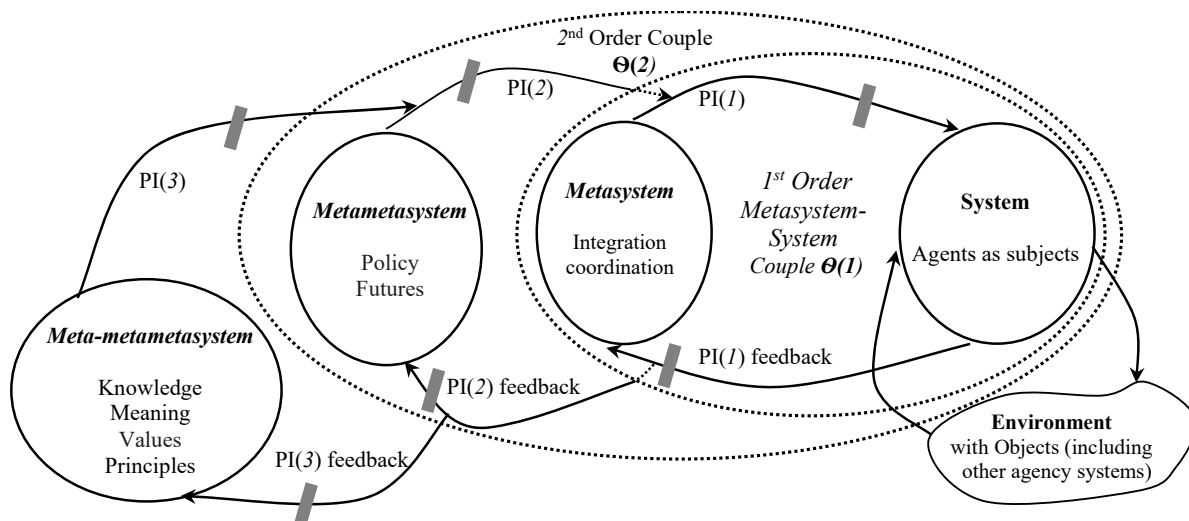 2nd Order Couple
Θ(2)
PI(2)
PI(1)
PI(3)
Metametasystem
Policy
Futures
Metasystem
Integration
coordination
1st Order
Metasystem-
System
Couple Θ(1)
System
Agents as subjects
Meta-metametasystem
Knowledge
Meaning
Values
Principles
PI(1) feedback
PI(2) feedback
PI(3) feedback
Environment
with Objects (including
other agency systems)